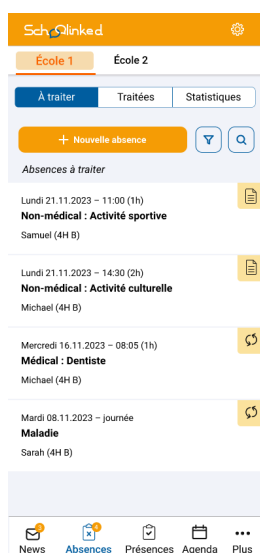 Schoolinked
École 1 École 2
À traiter Traitées Statistiques
+ Nouvelle absence
Absences à traiter
Lundi 21.11.2023 – 11:00 (1h)
Non-médical : Activité sportive
Samuel (4H B)
Lundi 21.11.2023 – 14:30 (2h)
Non-médical : Activité culturelle
Michael (4H B)
Mercredi 16.11.2023 – 08:05 (1h)
Médical : Dentiste
Michael (4H B)
Mardi 08.11.2023 – journée
Maladie
Sarah (4H B)
News Absences Présences Agenda Plus